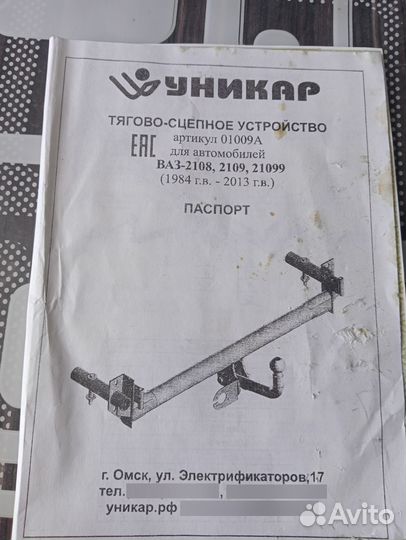 УНИКАР
ТЯГОВО-СЦЕПНОЕ УСТРОЙСТВО
EAC артикул 01009А
для автомобилей
ВАЗ-2108, 2109, 21099
(1984 г.в. - 2013 г.в.)
ПАСПОРТ
г. Омск, ул. Электрификаторов,17
тел. ,
уникар.рф
Avito